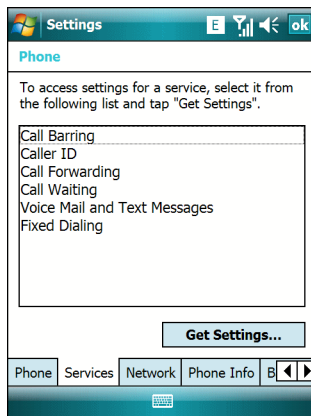 Settings E ok
Phone
To access settings for a service, select it from
the following list and tap "Get Settings".
Call Barring
Caller ID
Call Forwarding
Call Waiting
Voice Mail and Text Messages
Fixed Dialing
Get Settings...
Phone Services Network Phone Info B